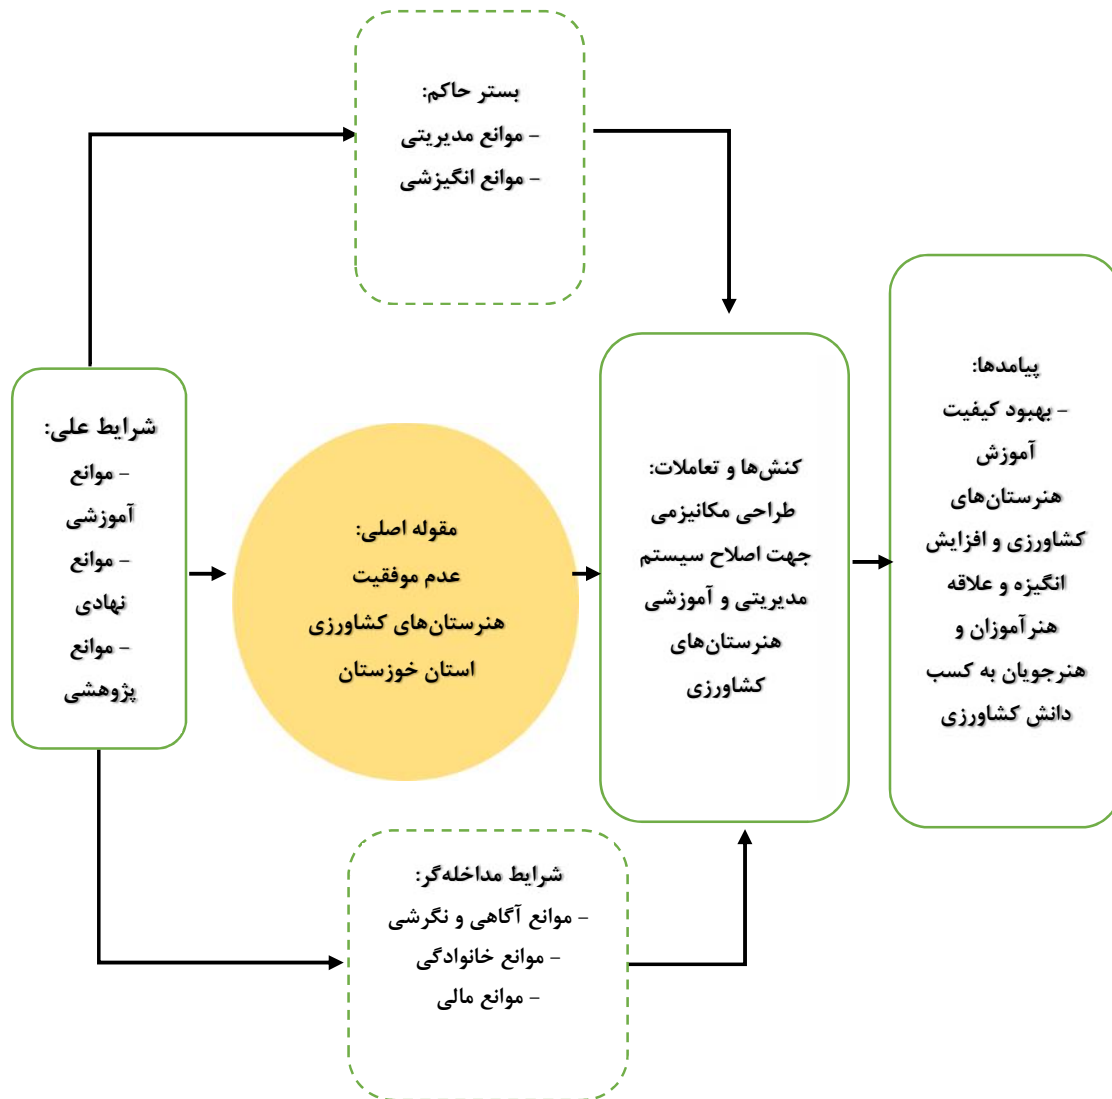 بستر حاکم:
- موانع مدیریتی
- موانع انگیزشی
شرایط علی:
- موانع
آموزشی
- موانع
نهادی
- موانع
پژوهشی
مقوله اصلی:
عدم موفقیت
هنرستان‌های کشاورزی
استان خوزستان
کنش‌ها و تعاملات:
طراحی مکانیزمی
جهت اصلاح سیستم
مدیریتی و آموزشی
هنرستان‌های
کشاورزی
پیامدها:
- بهبود کیفیت
آموزش
هنرستان‌های
کشاورزی و افزایش
انگیزه و علاقه
هنرآموزان و
هنرجویان به کسب
دانش کشاورزی
شرایط مداخله‌گر:
- موانع آگاهی و نگرشی
- موانع خانوادگی
- موانع مالی